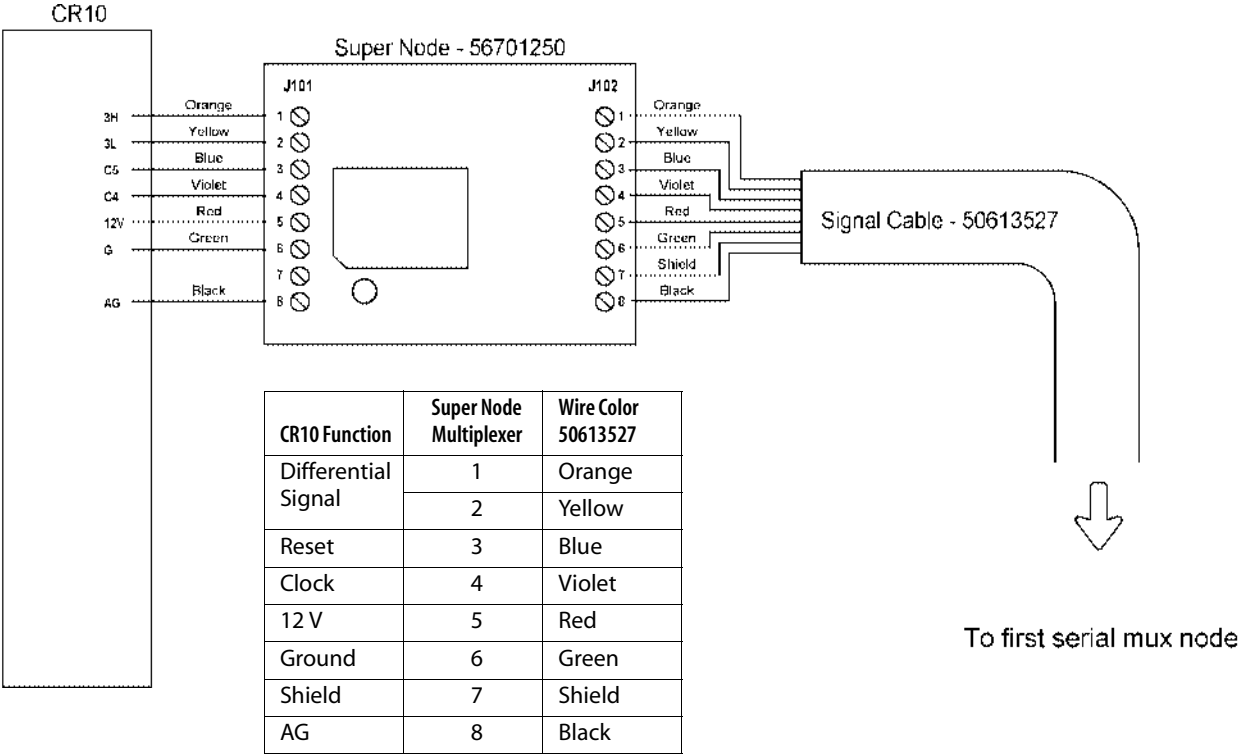 CR10
Super Node - 56701250
J101
J102
3H Orange 1
3L Yellow 2
C5 Blue 3
C4 Violet 4
12V Red 5
G Green 6
7
AG Black 8
1 Orange
2 Yellow
3 Blue
4 Violet
5 Red
6 Green
7 Shield
8 Black
Signal Cable - 50613527
To first serial mux node
CR10 Function Super Node Multiplexer Wire Color 50613527
Differential Signal 1 Orange
2 Yellow
Reset 3 Blue
Clock 4 Violet
12 V 5 Red
Ground 6 Green
Shield 7 Shield
AG 8 Black